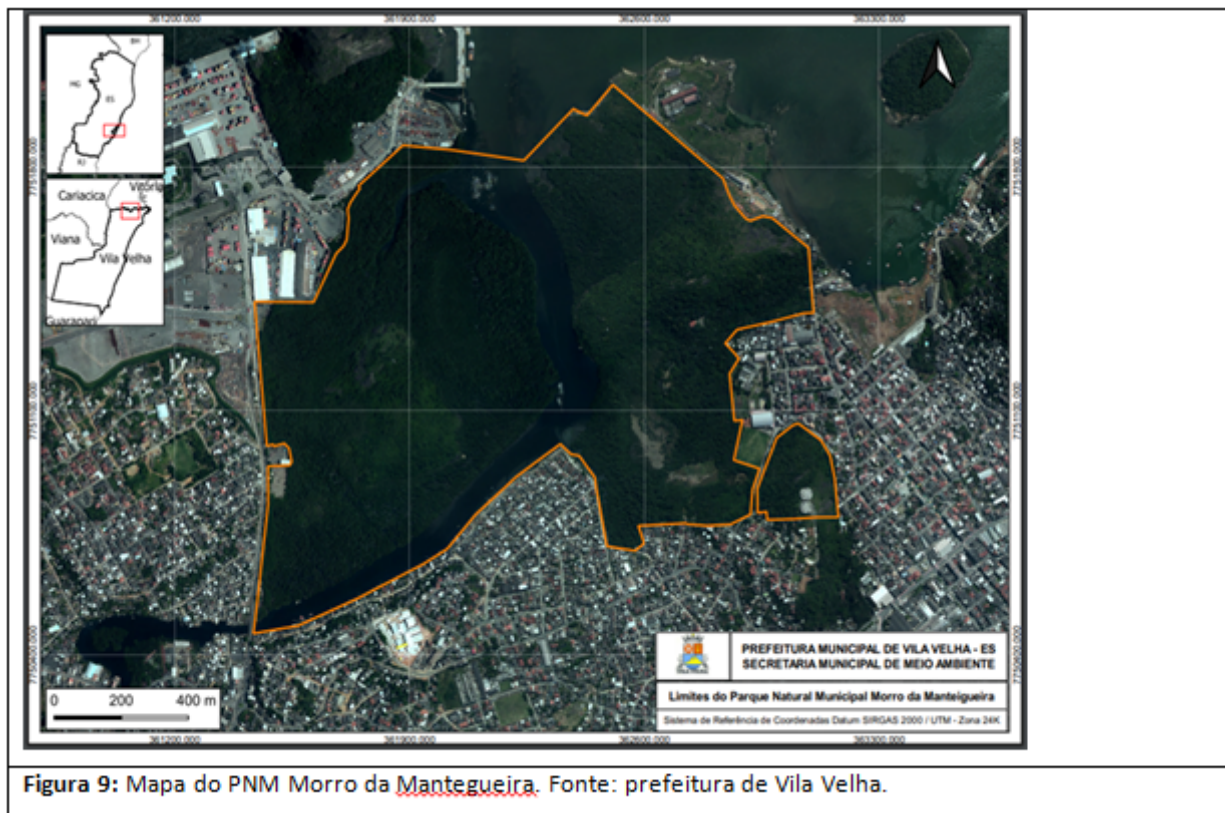 361200.000 361900.000 362600.000 363300.000
BH
MG
ES
RJ
Cariacica
Vitória
Viana
Vila Velha
Guarapari
7751800.000
7751800.000
7751100.000
7751100.000
PREFEITURA MUNICIPAL DE VILA VELHA - ES
SECRETARIA MUNICIPAL DE MEIO AMBIENTE
Limites do Parque Natural Municipal Morro da Manteigueira
Sistema de Referência de Coordenadas Datum SIRGAS 2000 / UTM - Zona 24K
0 200 400 m
361200.000 361900.000 362600.000 363300.000
Figura 9: Mapa do PNM Morro da Mantegueira. Fonte: prefeitura de Vila Velha.